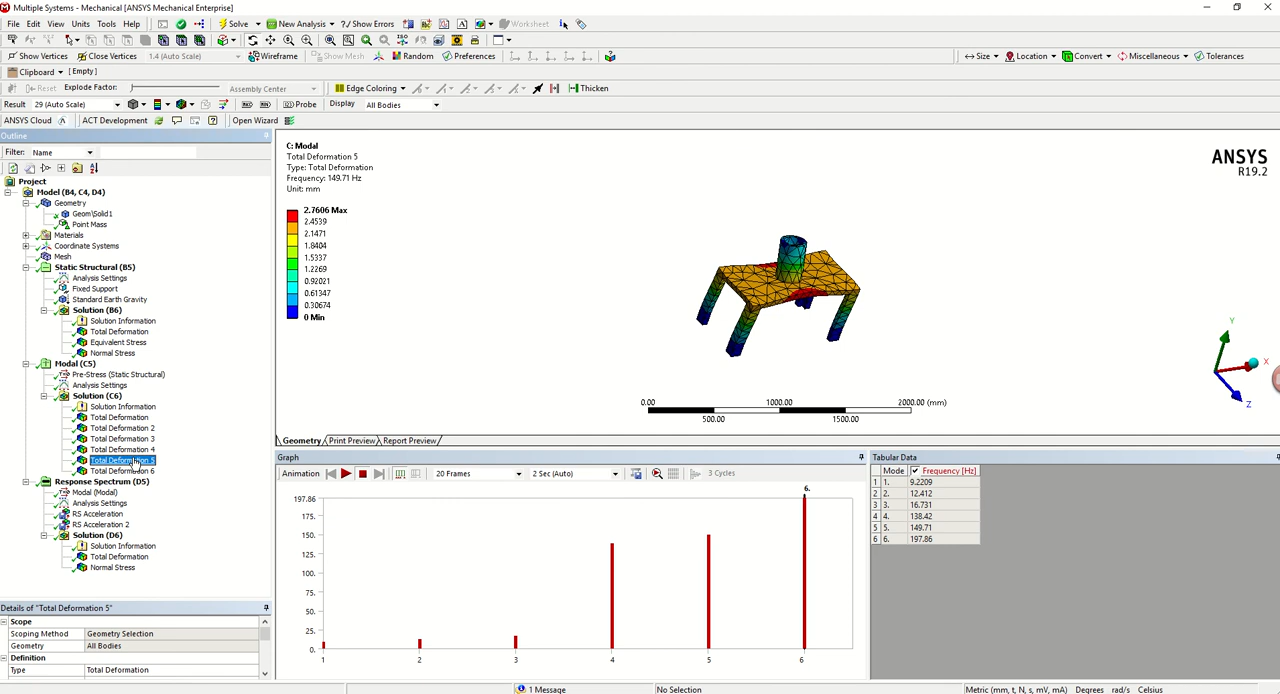 Multiple Systems - Mechanical [ANSYS Mechanical Enterprise]
File Edit View Units Tools Help Solve New Analysis ?/ Show Errors Worksheet
Show Vertices Close Vertices 1.4 (Auto Scale) Wireframe Show Mesh Random Preferences Size Location Convert Miscellaneous Tolerances
Clipboard [ Empty ]
Reset Explode Factor: Assembly Center Edge Coloring Thicken
Result 29 (Auto Scale) Probe Display All Bodies
ANSYS Cloud ACT Development Open Wizard
Outline
Filter: Name
Project
Model (B4, C4, D4)
Geometry
Geom\Solid1
Point Mass
Materials
Coordinate Systems
Mesh
Static Structural (B5)
Analysis Settings
Fixed Support
Standard Earth Gravity
Solution (B6)
Solution Information
Total Deformation
Equivalent Stress
Normal Stress
Modal (C5)
Pre-Stress (Static Structural)
Analysis Settings
Solution (C6)
Solution Information
Total Deformation
Total Deformation 2
Total Deformation 3
Total Deformation 4
Total Deformation 5
Total Deformation 6
Response Spectrum (D5)
Modal (Modal)
Analysis Settings
RS Acceleration
RS Acceleration 2
Solution (D6)
Solution Information
Total Deformation
Normal Stress
Details of "Total Deformation 5"
Scope
Scoping Method Geometry Selection
Geometry All Bodies
Definition
Type Total Deformation
C: Modal
Total Deformation 5
Type: Total Deformation
Frequency: 149.71 Hz
Unit: mm
2.7606 Max
2.4539
2.1471
1.8404
1.5337
1.2269
0.92021
0.61347
0.30674
0 Min
ANSYS
R19.2
Y
X
Z
0.00 1000.00 2000.00 (mm)
500.00 1500.00
Geometry Print Preview Report Preview
Graph
Animation 20 Frames 2 Sec (Auto) 3 Cycles
6.
197.86
175.
150.
125.
100.
75.
50.
25.
0.
1 2 3 4 5 6
Tabular Data
Mode Frequency [Hz]
1 1. 9.2209
2 2. 12.412
3 3. 16.731
4 4. 138.42
5 5. 149.71
6 6. 197.86
1 Message No Selection Metric (mm, t, N, s, mV, mA) Degrees rad/s Celsius